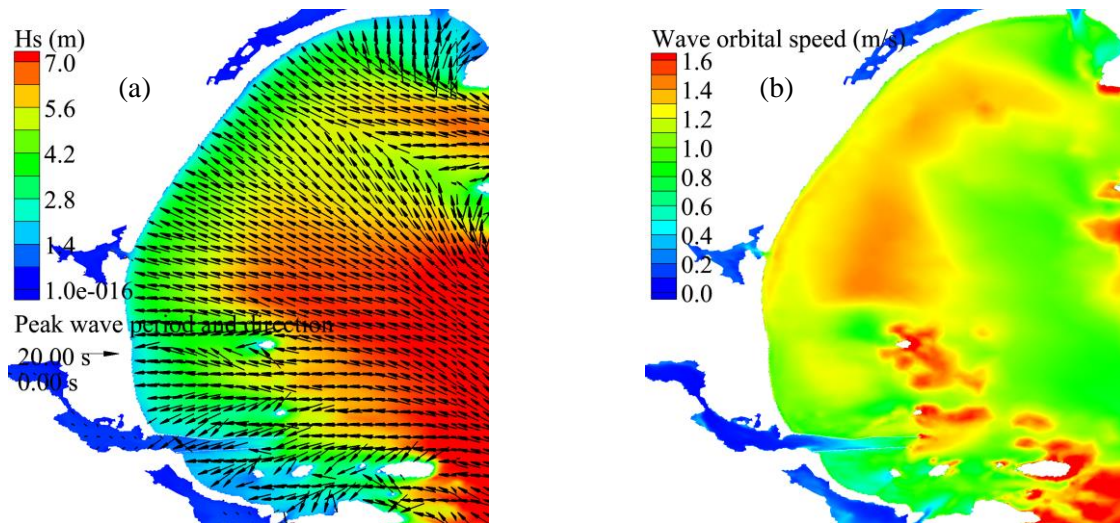 Hs (m)
7.0
5.6
4.2
2.8
1.4
1.0e-016
Peak wave period and direction
20.00 s
0.00 s
(a)
Wave orbital speed (m/s)
1.6
1.4
1.2
1.0
0.8
0.6
0.4
0.2
0.0
(b)